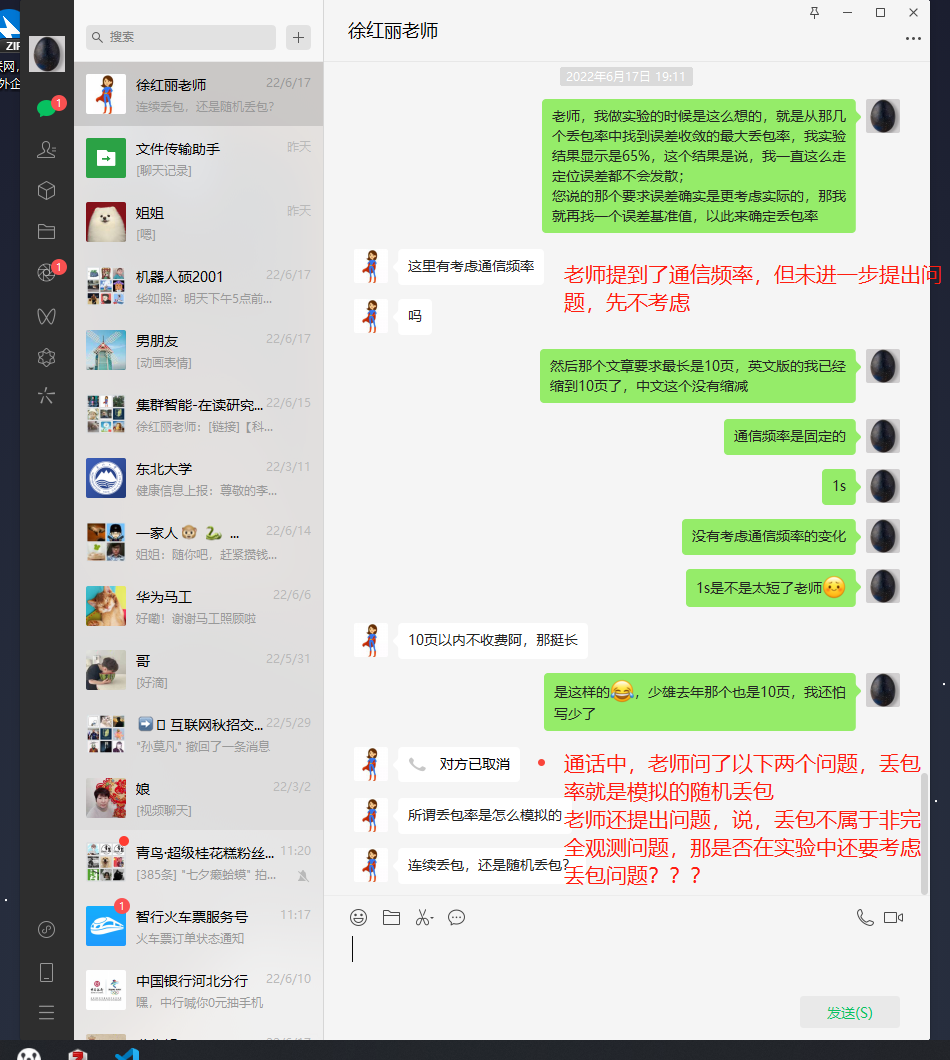 ZIF
网,
外企
搜索
徐红丽老师
22/6/17
连续丢包，还是随机丢包?
文件传输助手
昨天
[聊天记录]
姐姐
昨天
[嗯]
机器人硕2001
22/6/17
华如照：明天下午5点前...
男朋友
22/6/17
[动画表情]
集群智能-在读研究...
22/6/15
徐红丽老师：[链接]【科...
东北大学
22/3/11
健康信息上报：尊敬的李...
一家人🐵 🐍 ...
22/6/14
姐姐：随你吧，赶紧攒钱...
华为马工
22/6/6
好嘞！谢谢马工照顾啦
哥
22/5/31
[好滴]
➡ 互联网秋招交...
22/5/29
"孙莫凡" 撤回了一条消息
娘
22/3/2
[视频聊天]
青鸟·超级桂花糕粉丝...
11:20
[385条] "七夕癞蛤蟆" 拍...
智行火车票服务号
11:17
火车票订单状态通知
中国银行河北分行
22/6/10
嘿，中行喊你0元抽手机
1
1
1
徐红丽老师
2022年6月17日 19:11
老师，我做实验的时候是这么想的，就是从那几
个丢包率中找到误差收敛的最大丢包率，我实验
结果显示是65%，这个结果是说，我一直这么走
定位误差都不会发散；
您说的那个要求误差确实是更考虑实际的，那我
就再找一个误差基准值，以此来确定丢包率
这里有考虑通信频率
吗
老师提到了通信频率，但未进一步提出问
题，先不考虑
然后那个文章要求最长是10页，英文版的我已经
缩到10页了，中文这个没有缩减
通信频率是固定的
1s
没有考虑通信频率的变化
1s是不是太短了老师
10页以内不收费阿，那挺长
是这样的😂，少雄去年那个也是10页，我还怕
写少了
对方已取消
所谓丢包率是怎么模拟的
连续丢包，还是随机丢包?
通话中，老师问了以下两个问题，丢包
率就是模拟的随机丢包
老师还提出问题，说，丢包不属于非完
全观测问题，那是否在实验中还要考虑
丢包问题？？？
发送(S)